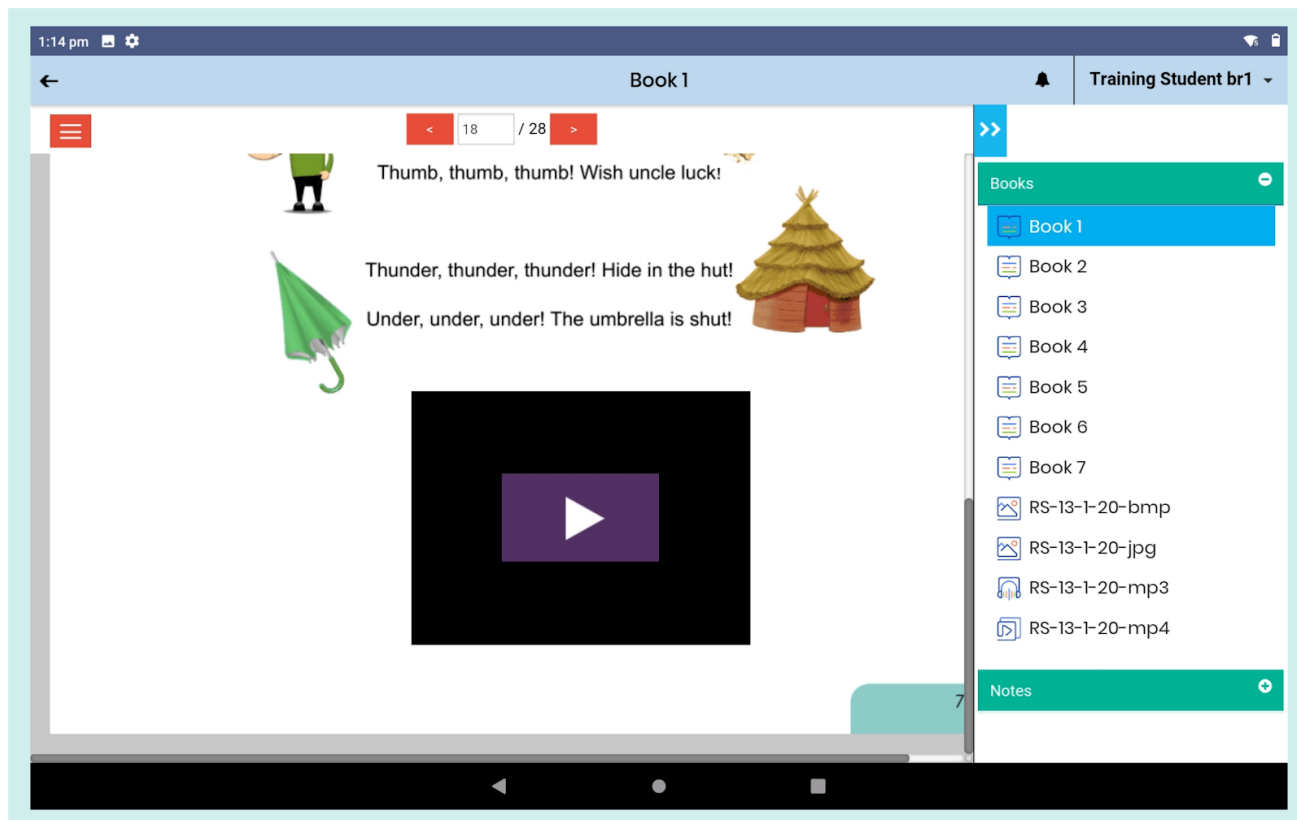 1:14 pm
Book 1
Training Student br1
< 18 / 28 >
Thumb, thumb, thumb! Wish uncle luck!
Thunder, thunder, thunder! Hide in the hut!
Under, under, under! The umbrella is shut!
7
Books
Book 1
Book 2
Book 3
Book 4
Book 5
Book 6
Book 7
RS-13-1-20-bmp
RS-13-1-20-jpg
RS-13-1-20-mp3
RS-13-1-20-mp4
Notes